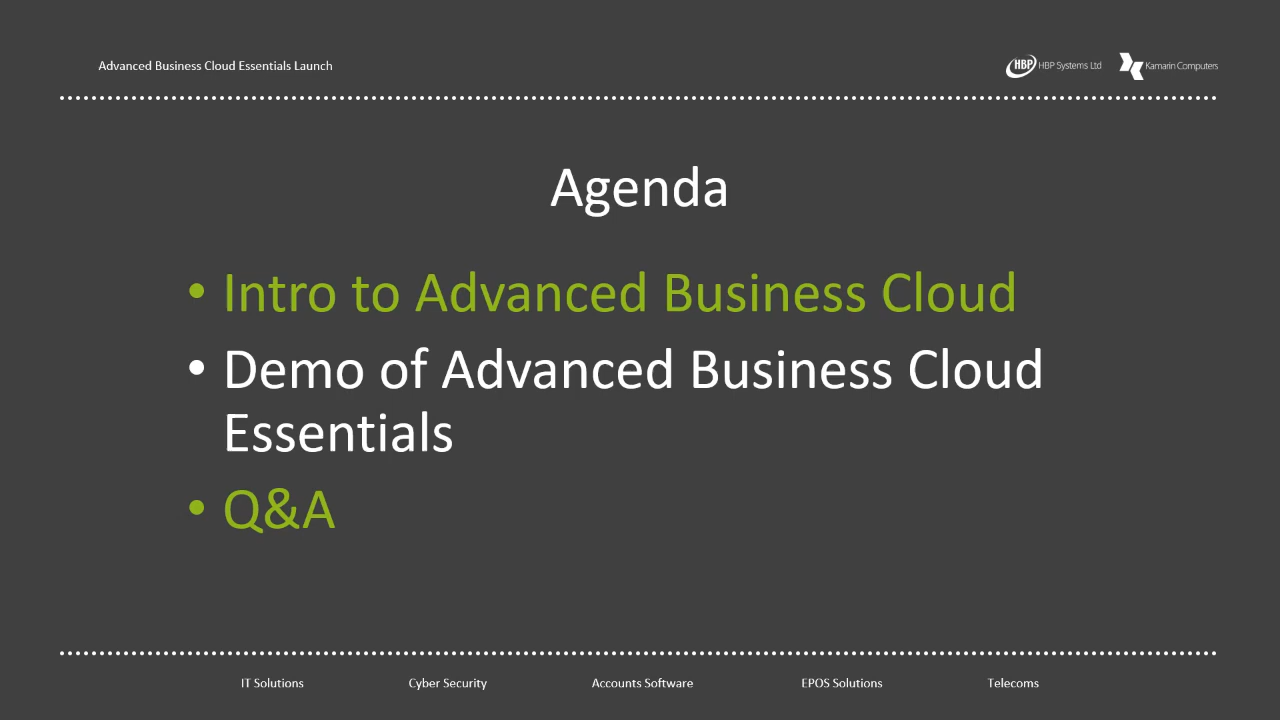 Advanced Business Cloud Essentials Launch
HBP HBP Systems Ltd Kamarin Computers
Agenda
• Intro to Advanced Business Cloud
• Demo of Advanced Business Cloud
Essentials
• Q&A
IT Solutions Cyber Security Accounts Software EPOS Solutions Telecoms